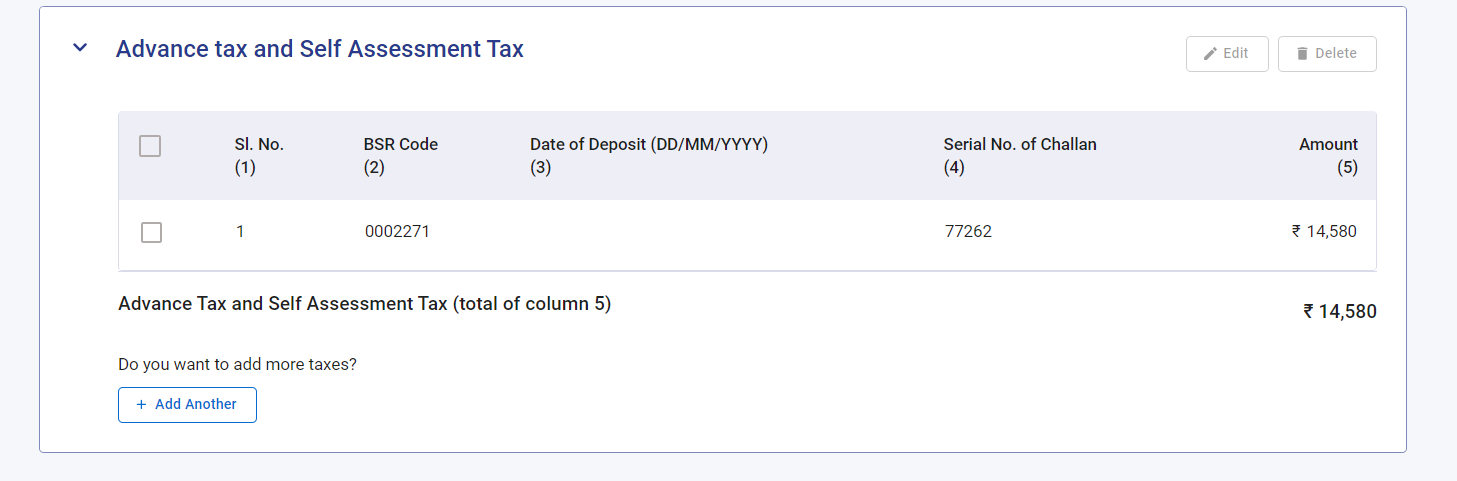 Advance tax and Self Assessment Tax
Edit
Delete
Sl. No. BSR Code Date of Deposit (DD/MM/YYYY) Serial No. of Challan Amount
(1) (2) (3) (4) (5)
1 0002271 77262 ₹ 14,580
Advance Tax and Self Assessment Tax (total of column 5) ₹ 14,580
Do you want to add more taxes?
+ Add Another